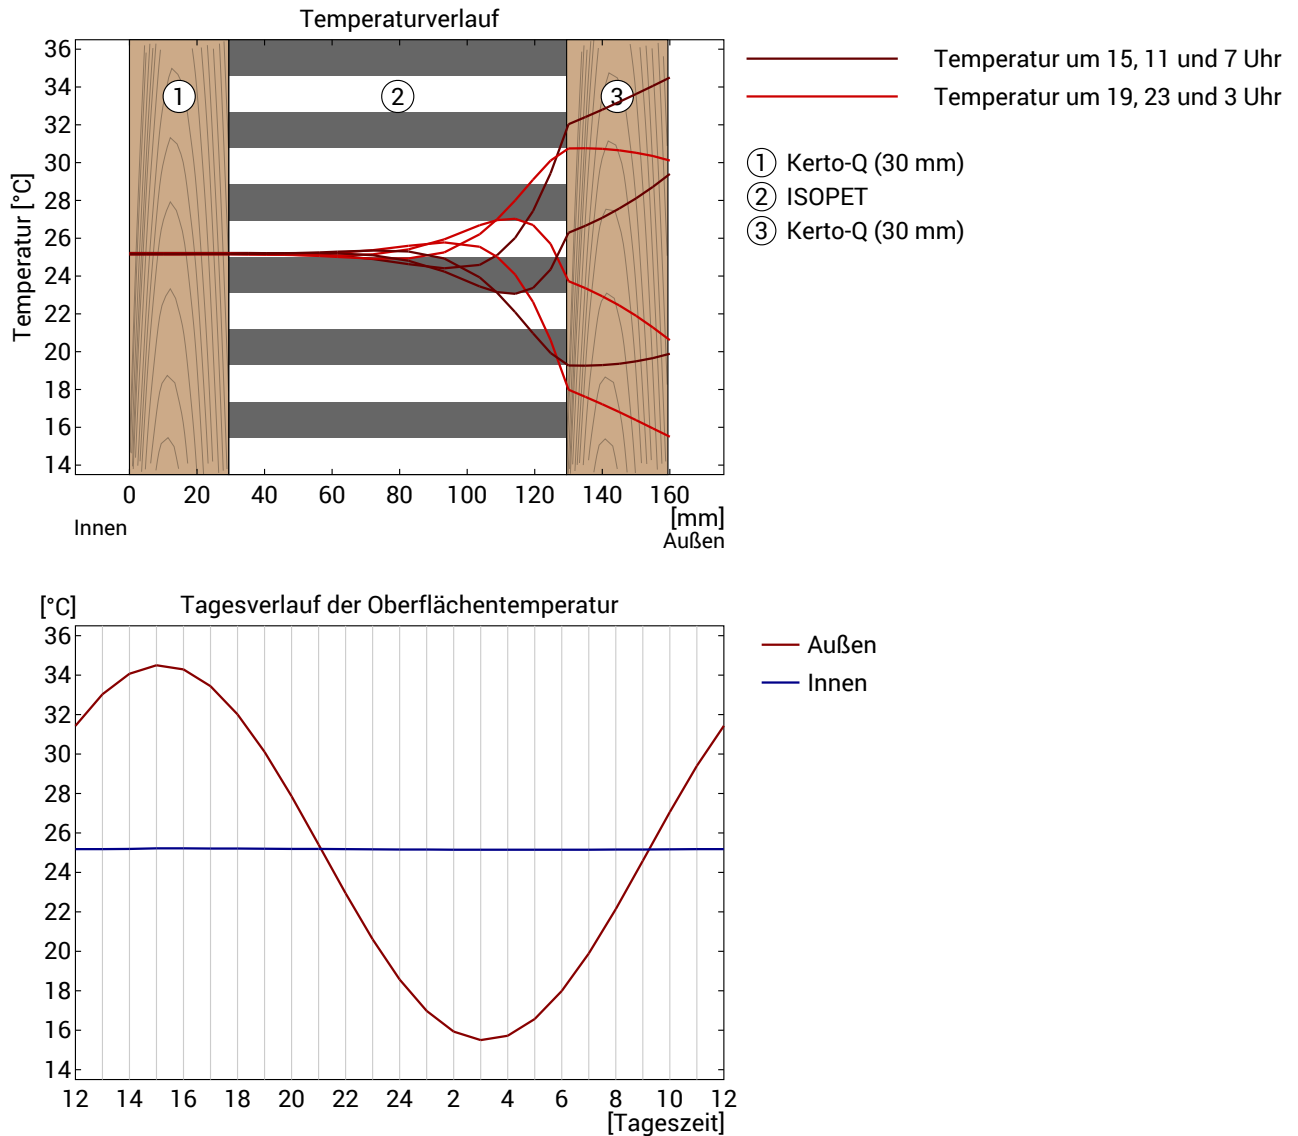 Temperaturverlauf
36
34
32
30
28
26
24
22
20
18
16
14
Temperatur [°C]
1
2
3
0 20 40 60 80 100 120 140 160
[mm]
Innen
Außen
Temperatur um 15, 11 und 7 Uhr
Temperatur um 19, 23 und 3 Uhr
1 Kerto-Q (30 mm)
2 ISOPET
3 Kerto-Q (30 mm)
[°C]
Tagesverlauf der Oberflächentemperatur
36
34
32
30
28
26
24
22
20
18
16
14
12 14 16 18 20 22 24 2 4 6 8 10 12
[Tageszeit]
Außen
Innen